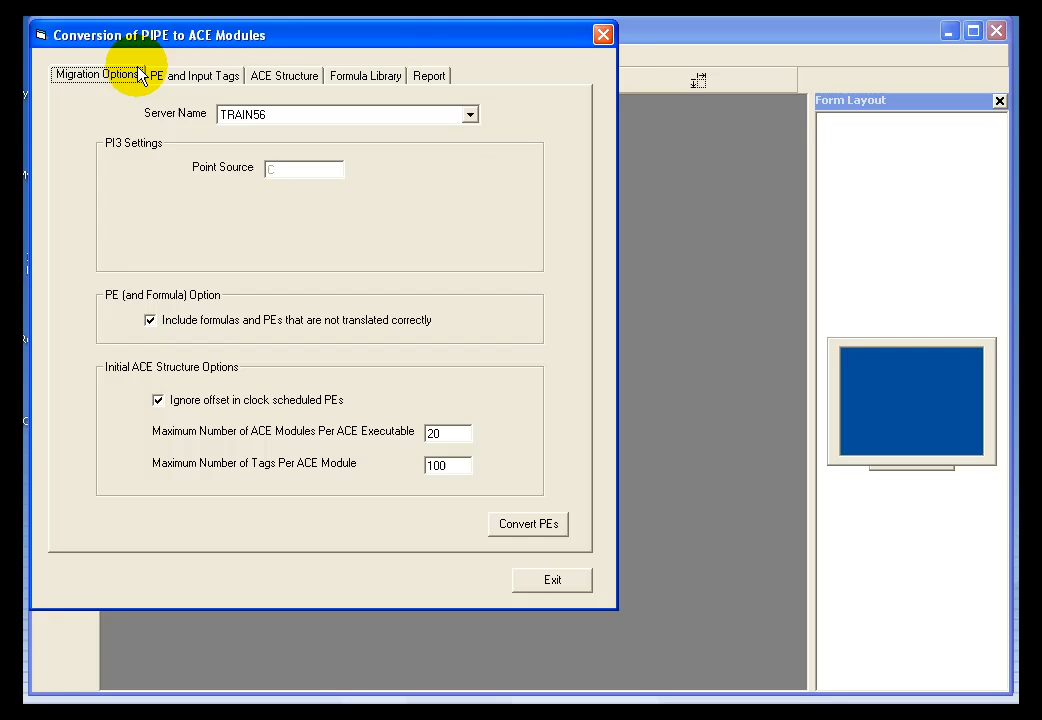 Conversion of PIPE to ACE Modules
Migration Options
PE and Input Tags
ACE Structure
Formula Library
Report
Server Name
TRAIN56
PI3 Settings
Point Source
C
PE (and Formula) Option
Include formulas and PEs that are not translated correctly
Initial ACE Structure Options
Ignore offset in clock scheduled PEs
Maximum Number of ACE Modules Per ACE Executable
20
Maximum Number of Tags Per ACE Module
100
Convert PEs
Exit
Form Layout